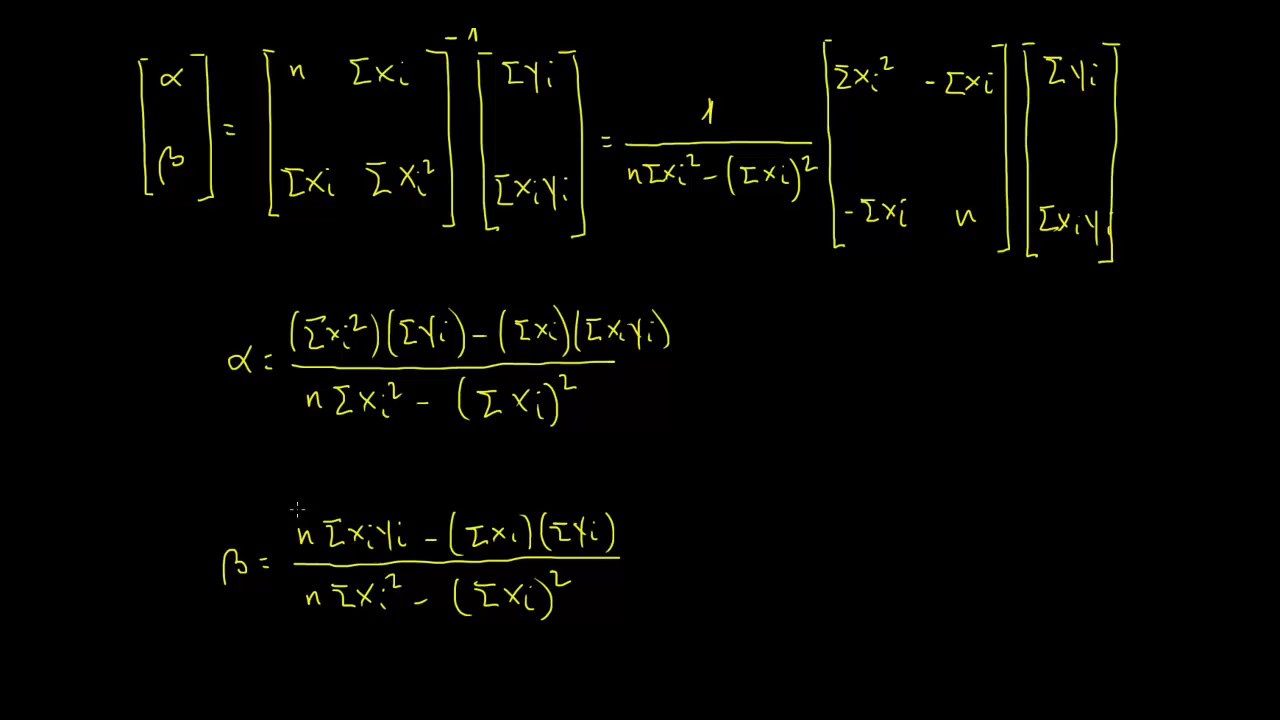 [α; β] = [n Σxi; Σxi Σxi²]⁻¹ [Σyi; Σxiyi] = 1/(nΣxi² - (Σxi)²) [Σxi² -Σxi; -Σxi n] [Σyi; Σxiyi]
α = ((Σxi²)(Σyi) - (Σxi)(Σxiyi)) / (nΣxi² - (Σxi)²)
β = (nΣxiyi - (Σxi)(Σyi)) / (nΣxi² - (Σxi)²)